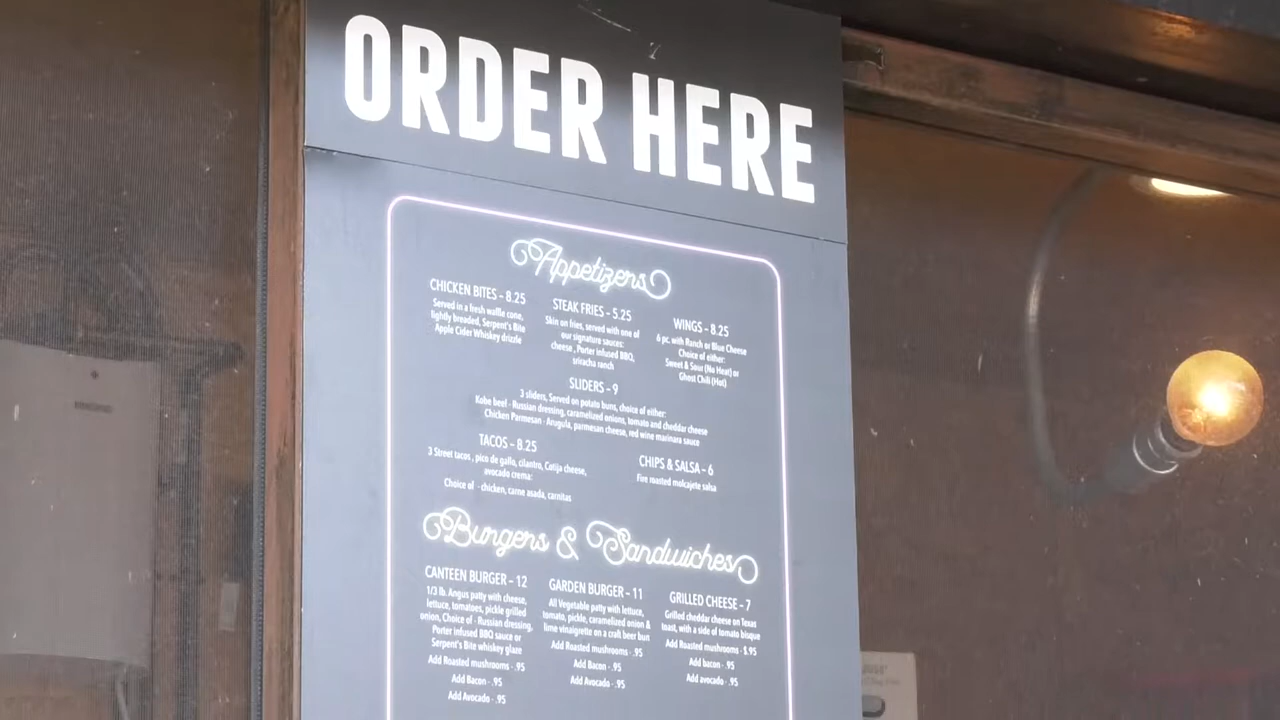 ORDER HERE
Appetizers
CHICKEN BITES - 8.25
Served in a fresh waffle cone,
lightly breaded, Serpent's Bite
Apple Cider Whiskey drizzle
STEAK FRIES - 5.25
Skin on fries, served with one of
our signature sauces:
cheese , Porter infused BBQ,
sriracha ranch
WINGS - 8.25
6 pc. with Ranch or Blue Cheese
Choice of either:
Sweet & Sour (No Heat) or
Ghost Chili (Hot)
SLIDERS - 9
3 sliders, Served on potato buns, choice of either:
Kobe beef - Russian dressing, caramelized onions, tomato and cheddar cheese
Chicken Parmesan - Arugula, parmesan cheese, red wine marinara sauce
TACOS - 8.25
3 Street tacos , pico de gallo, cilantro, Cotija cheese,
avocado crema:
Choice of - chicken, carne asada, carnitas
CHIPS & SALSA - 6
Fire roasted molcajete salsa
Burgers & Sandwiches
CANTEEN BURGER - 12
1/3 lb. Angus patty with cheese,
lettuce, tomatoes, pickle grilled
onion, Choice of - Russian dressing,
Porter infused BBQ sauce or
Serpent's Bite whiskey glaze
Add Roasted mushrooms - .95
Add Bacon - .95
Add Avocado - .95
GARDEN BURGER - 11
All Vegetable patty with lettuce,
tomato, pickle, caramelized onion &
lime vinaigrette on a craft beer bun
Add Roasted mushrooms - .95
Add Bacon - .95
Add Avocado - .95
GRILLED CHEESE - 7
Grilled cheddar cheese on Texas
toast, with a side of tomato bisque
Add Roasted mushrooms - $.95
Add bacon - .95
Add avocado - .95